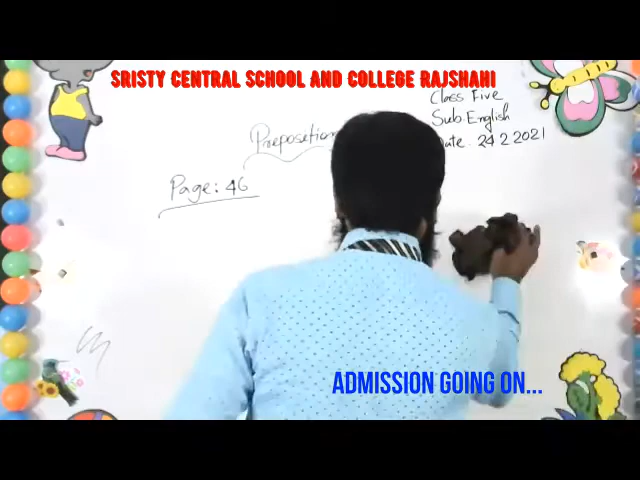 SRISTY CENTRAL SCHOOL AND COLLEGE RAJSHAHI
Class Five
Sub. English
Date. 24 2 2021
Preposition
Page: 46
ADMISSION GOING ON...